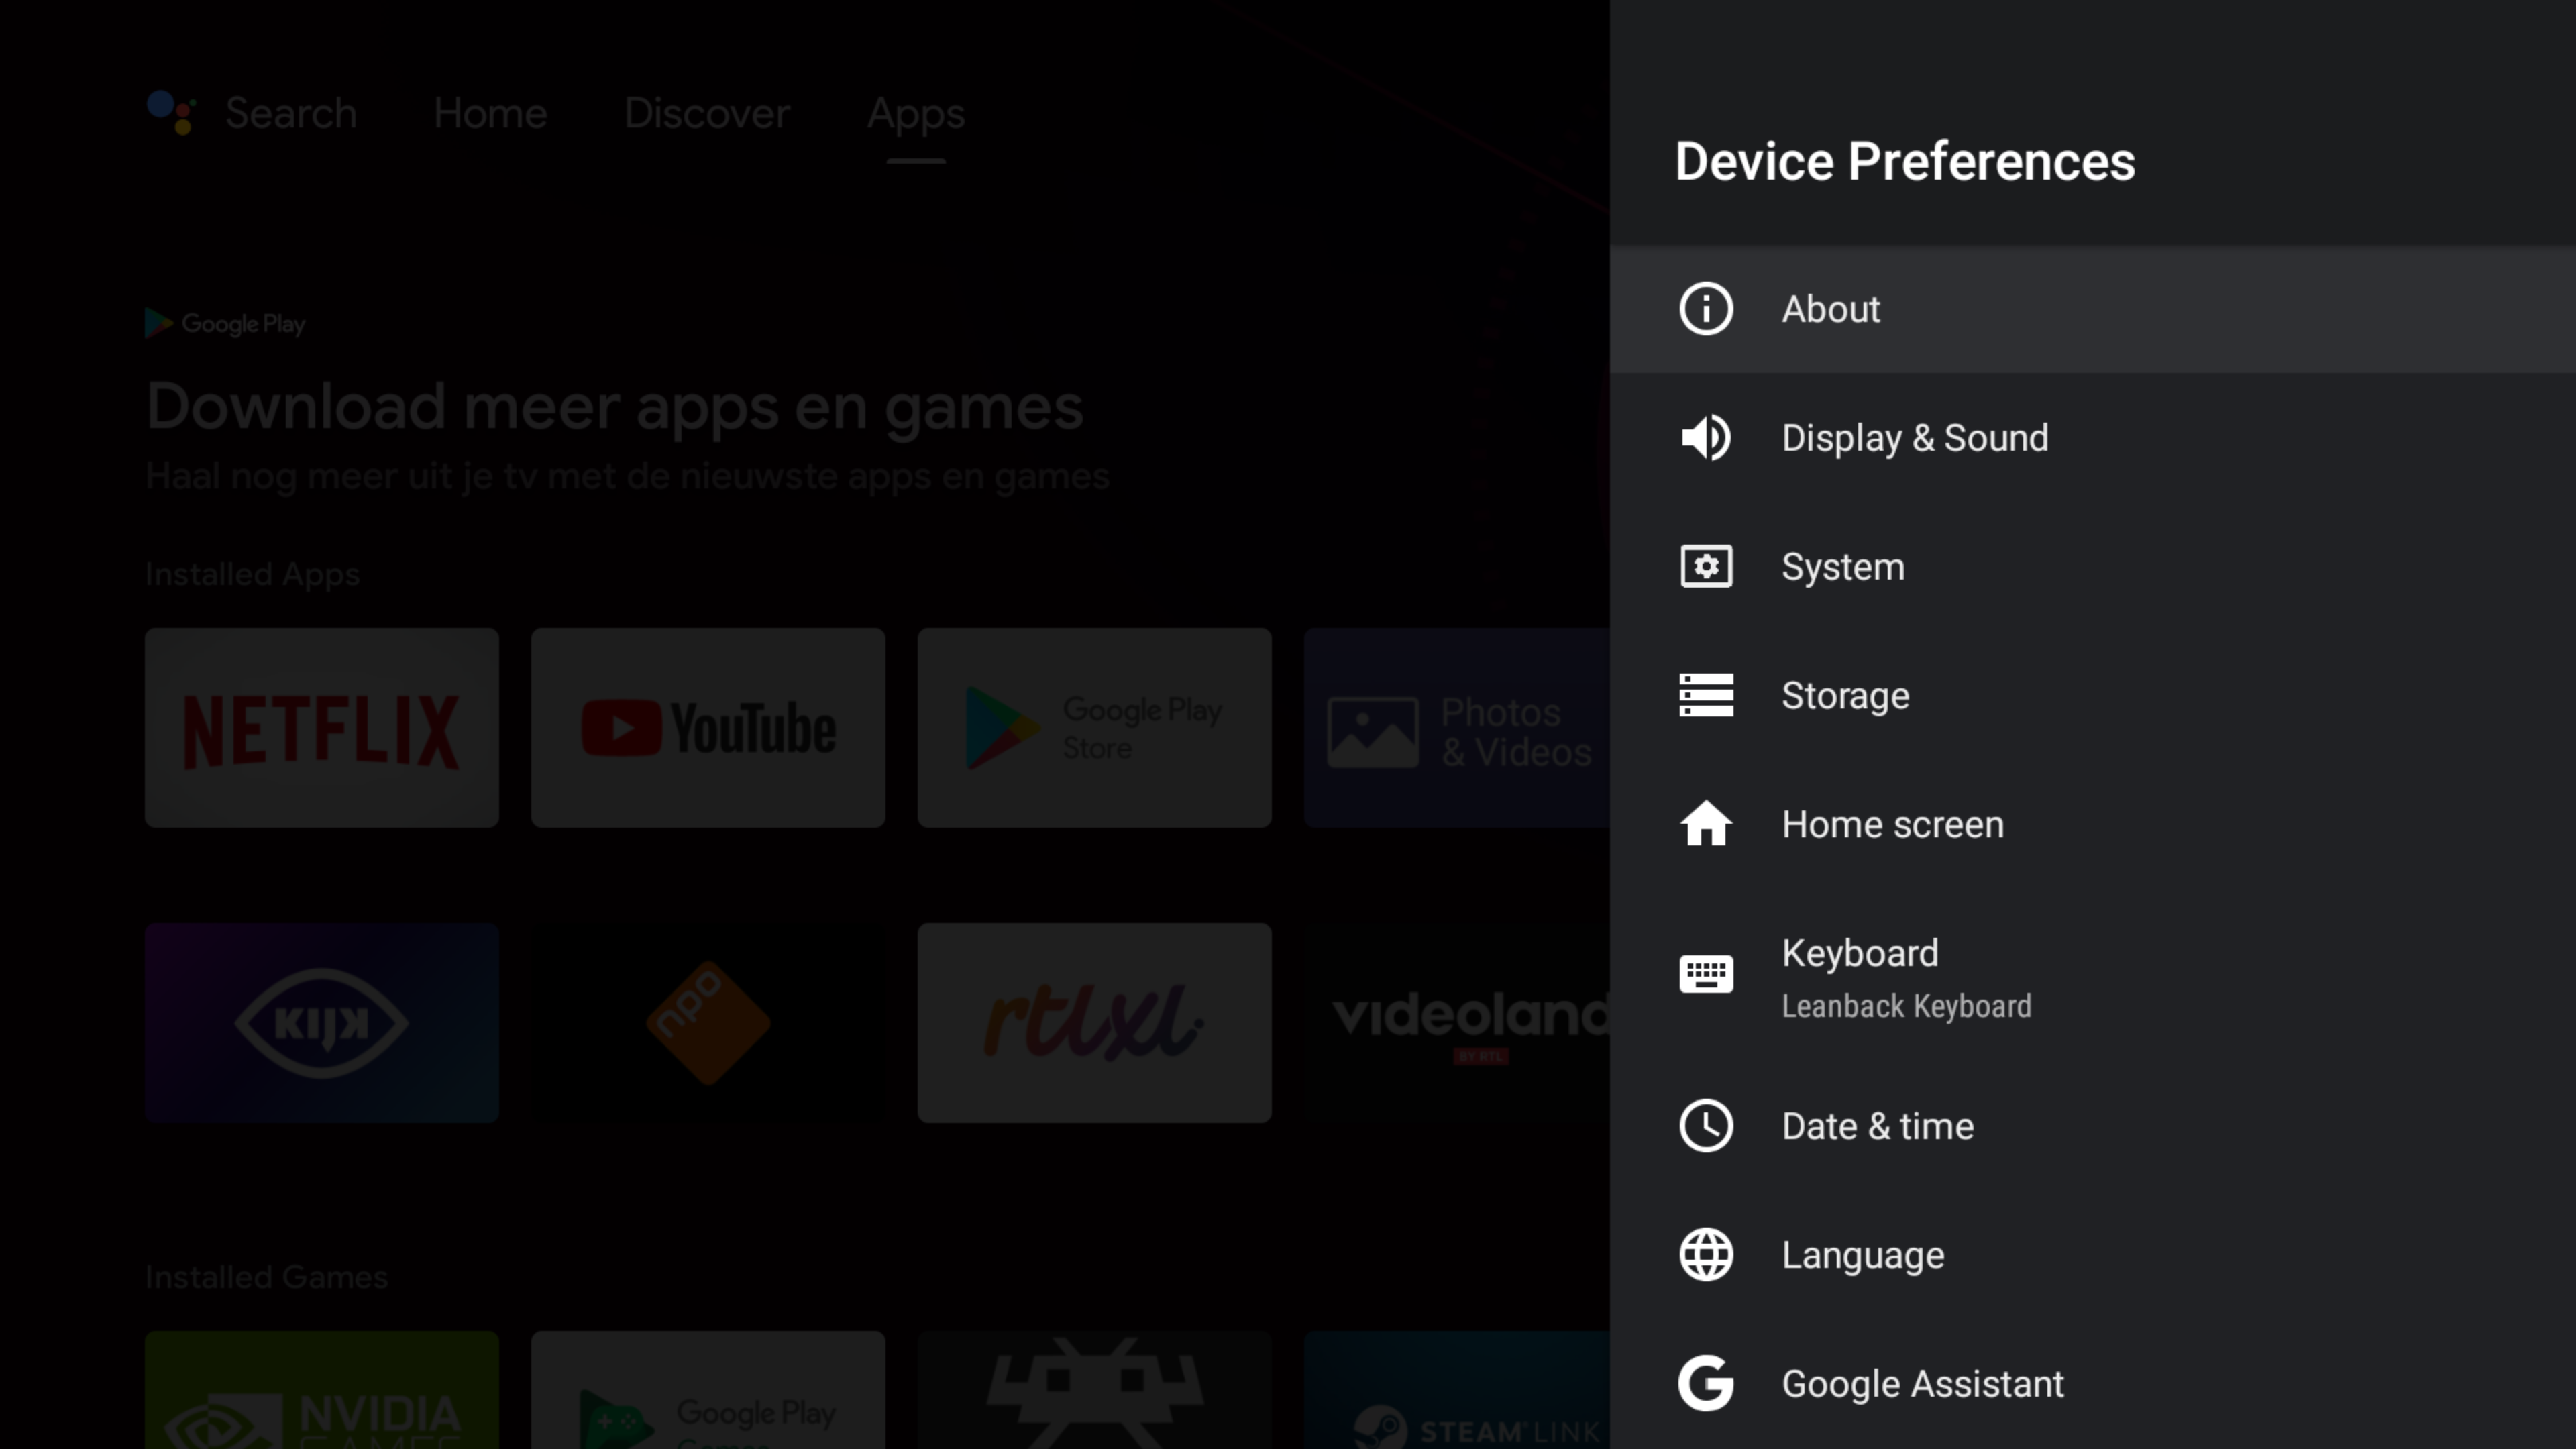 Search Home Discover Apps
Google Play
Download meer apps en games
Haal nog meer uit je tv met de nieuwste apps en games
Installed Apps
NETFLIX
YouTube
Google Play
Store
Photos
& Videos
KIJK
npo
rtlxl
videoland
BY RTL
Installed Games
NVIDIA
GAMES
Google Play
STEAM LINK
Device Preferences
About
Display & Sound
System
Storage
Home screen
Keyboard
Leanback Keyboard
Date & time
Language
Google Assistant